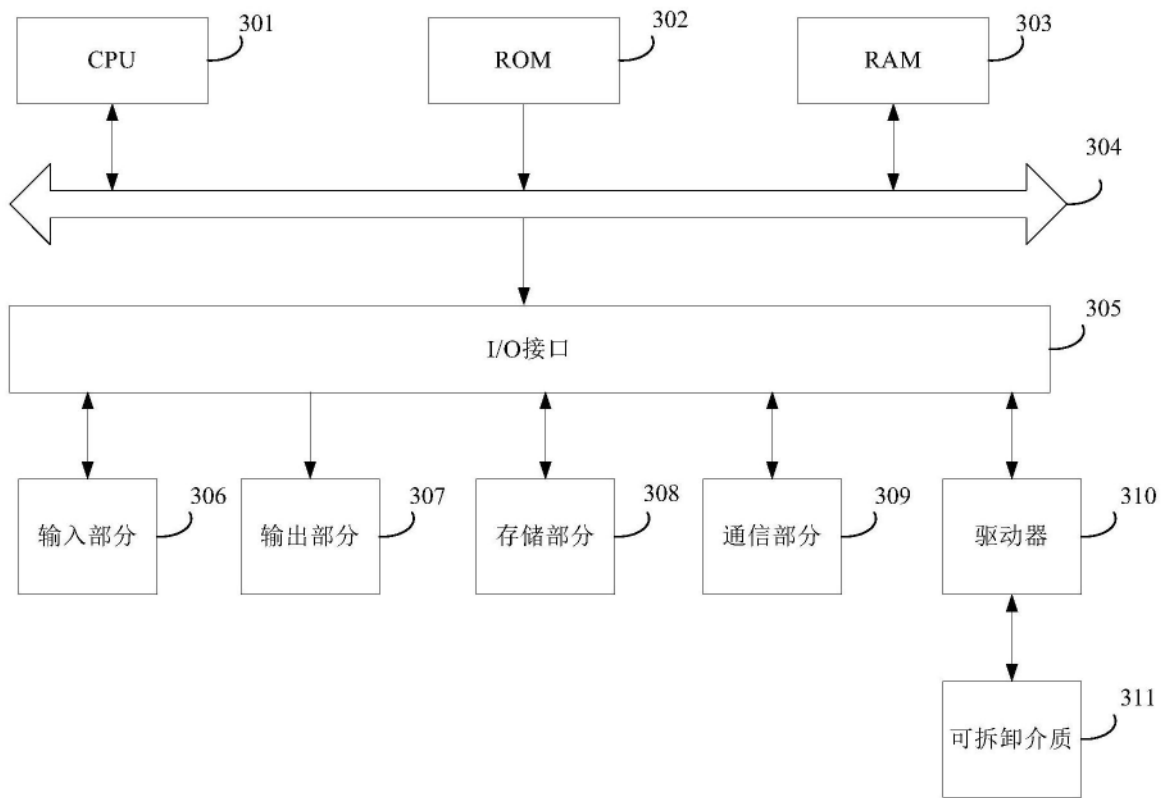 301
CPU
302
ROM
303
RAM
304
305
I/O接口
306
输入部分
307
输出部分
308
存储部分
309
通信部分
310
驱动器
311
可拆卸介质